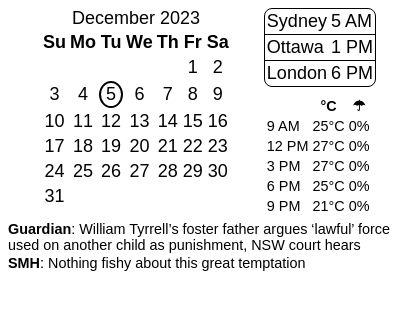 December 2023
Su Mo Tu We Th Fr Sa
1 2
3 4 5 6 7 8 9
10 11 12 13 14 15 16
17 18 19 20 21 22 23
24 25 26 27 28 29 30
31
Sydney 5 AM
Ottawa 1 PM
London 6 PM
°C ☂
9 AM 25°C 0%
12 PM 27°C 0%
3 PM 27°C 0%
6 PM 25°C 0%
9 PM 21°C 0%
Guardian: William Tyrrell’s foster father argues ‘lawful’ force
used on another child as punishment, NSW court hears
SMH: Nothing fishy about this great temptation